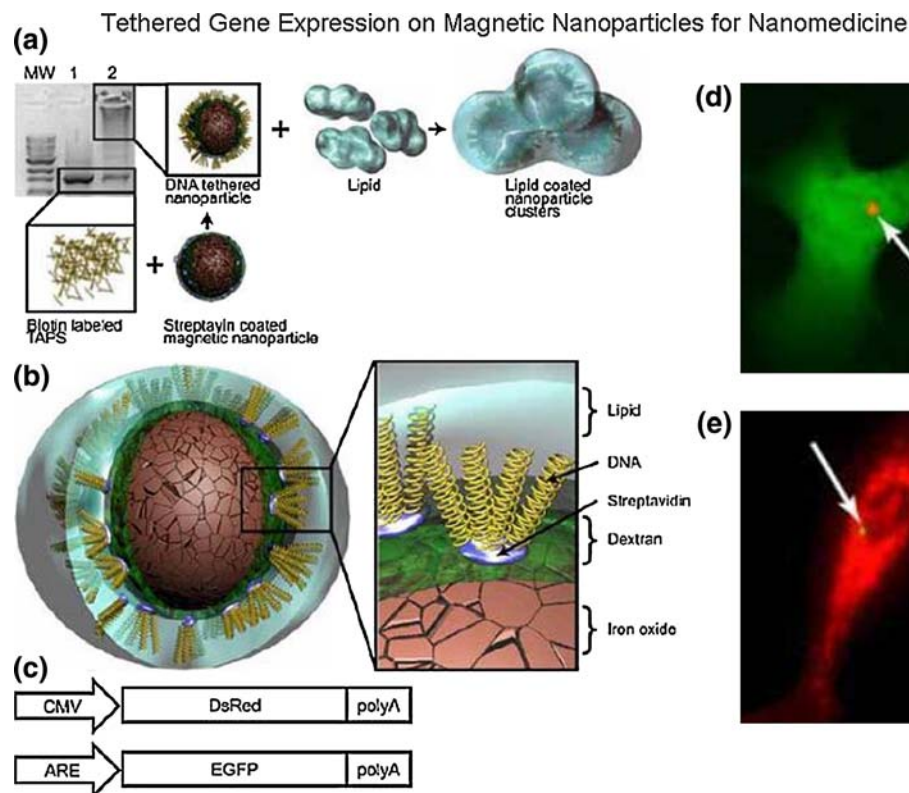 Tethered Gene Expression on Magnetic Nanoparticles for Nanomedicine
(a)
MW 1 2
DNA tethered
nanoparticle
+
Lipid
Lipid coated
nanoparticle
clusters
+
Biotin labeled
TAPS
Streptavin coated
magnetic nanoparticle
(b)
Lipid
DNA
Streptavidin
Dextran
Iron oxido
(c)
CMV DsRed polyA
ARE EGFP polyA
(d)
(e)